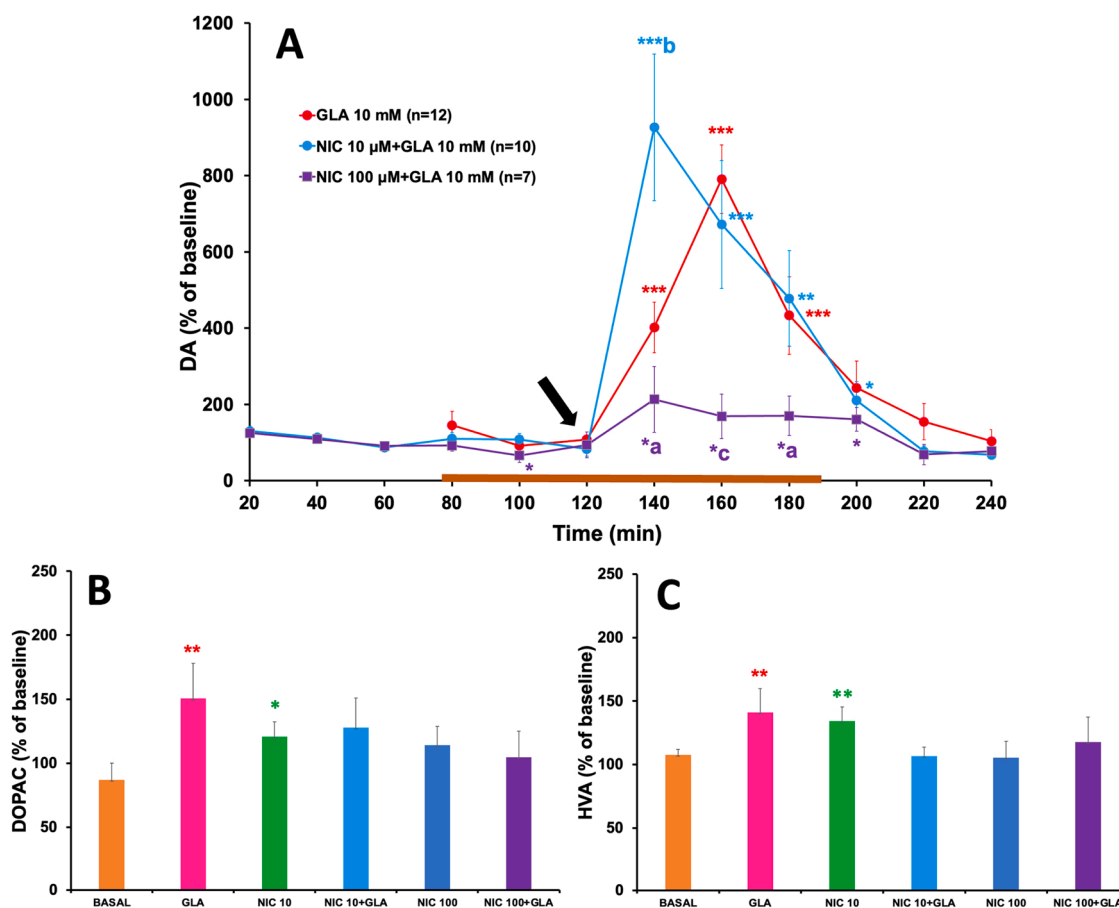 A
1200
1000
800
600
400
200
0
DA (% of baseline)
GLA 10 mM (n=12)
NIC 10 µM+GLA 10 mM (n=10)
NIC 100 µM+GLA 10 mM (n=7)
***b
***
***
***
**
***
*
*
*a
*c
*a
*
20 40 60 80 100 120 140 160 180 200 220 240
Time (min)
B
250
200
150
100
50
0
DOPAC (% of baseline)
**
*
BASAL GLA NIC 10 NIC 10+GLA NIC 100 NIC 100+GLA
C
250
200
150
100
50
0
HVA (% of baseline)
**
**
BASAL GLA NIC 10 NIC 10+GLA NIC 100 NIC 100+GLA